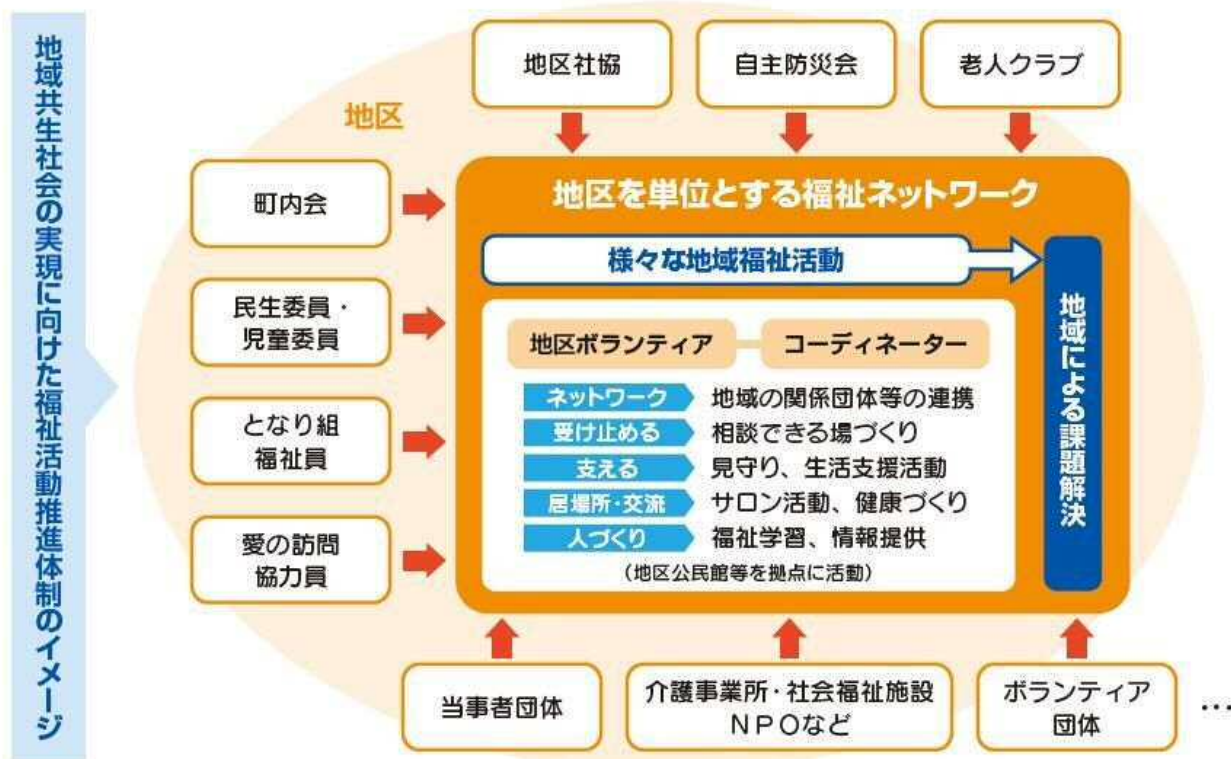 地域共生社会の実現に向けた福祉活動推進体制のイメージ
地区
地区社協
自主防災会
老人クラブ
町内会
民生委員・
児童委員
となり組
福祉員
愛の訪問
協力員
地区を単位とする福祉ネットワーク
様々な地域福祉活動
地区ボランティア
コーディネーター
ネットワーク 地域の関係団体等の連携
受け止める 相談できる場づくり
支える 見守り、生活支援活動
居場所・交流 サロン活動、健康づくり
人づくり 福祉学習、情報提供
（地区公民館等を拠点に活動）
地域による課題解決
当事者団体
介護事業所・社会福祉施設
ＮＰＯなど
ボランティア
団体
…